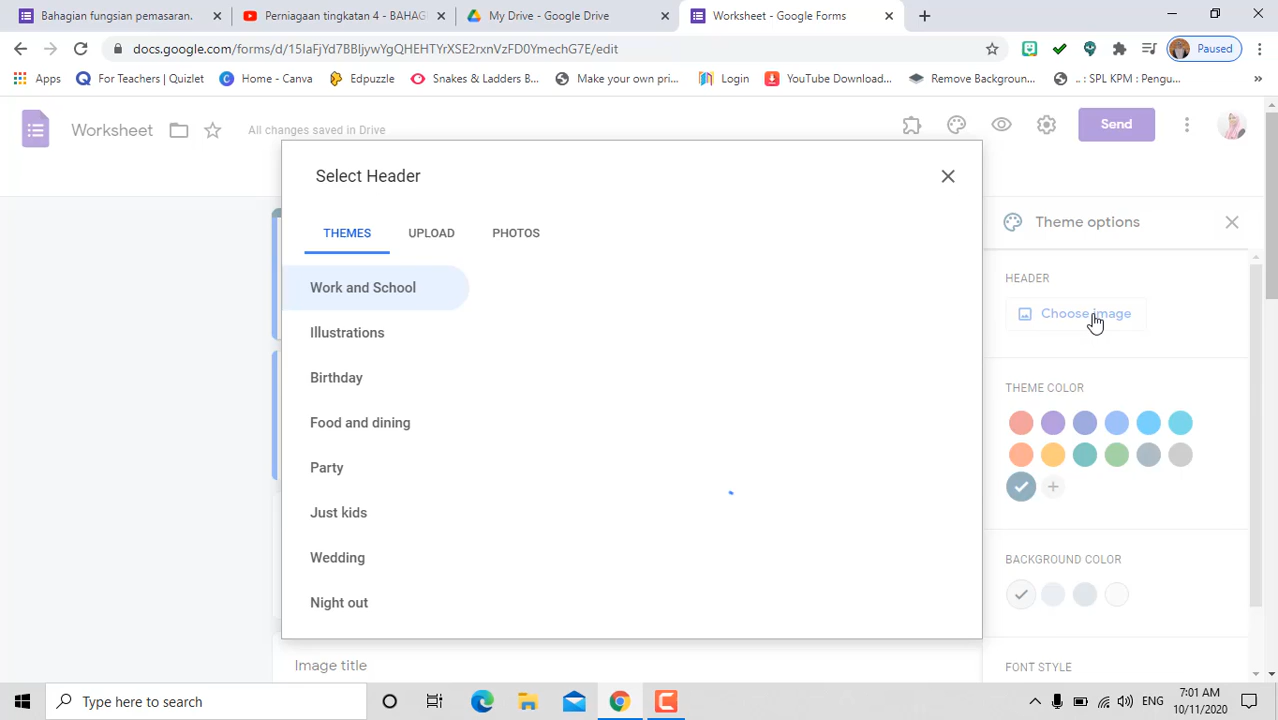 Bahagian fungsian pemasaran.
Perniagaan tingkatan 4 - BAHAG
My Drive - Google Drive
Worksheet - Google Forms
docs.google.com/forms/d/15IaFjYd7BBljywYgQHEHTYrXSE2rxnVzFD0YmechG7E/edit
Paused
Apps
For Teachers | Quizlet
Home - Canva
Edpuzzle
Snakes & Ladders B...
Make your own pri...
Login
YouTube Download...
Remove Backgroun...
.. : SPL KPM : Pengu...
»
Worksheet
All changes saved in Drive
Send
Select Header
Theme options
THEMES
UPLOAD
PHOTOS
HEADER
Work and School
Choose image
Illustrations
Birthday
THEME COLOR
Food and dining
Party
Just kids
Wedding
BACKGROUND COLOR
Night out
Image title
FONT STYLE
Type here to search
ENG
7:01 AM
10/11/2020